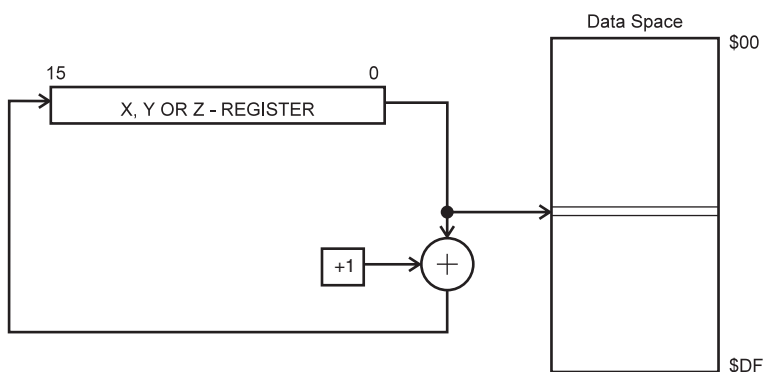 Data Space
$00
15 0
X, Y OR Z - REGISTER
+1
+
$DF